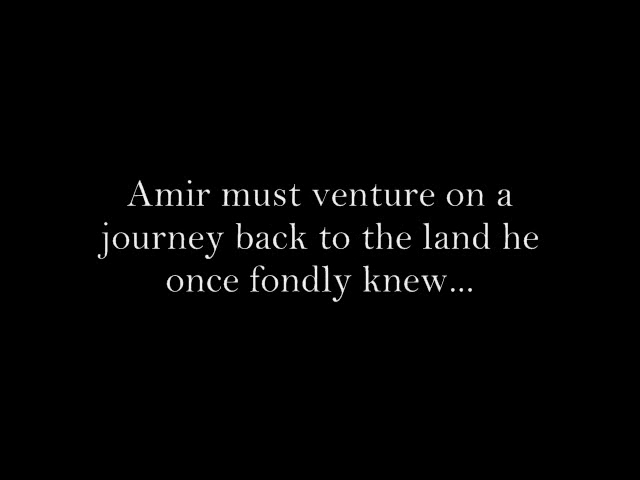 Amir must venture on a
journey back to the land he
once fondly knew...